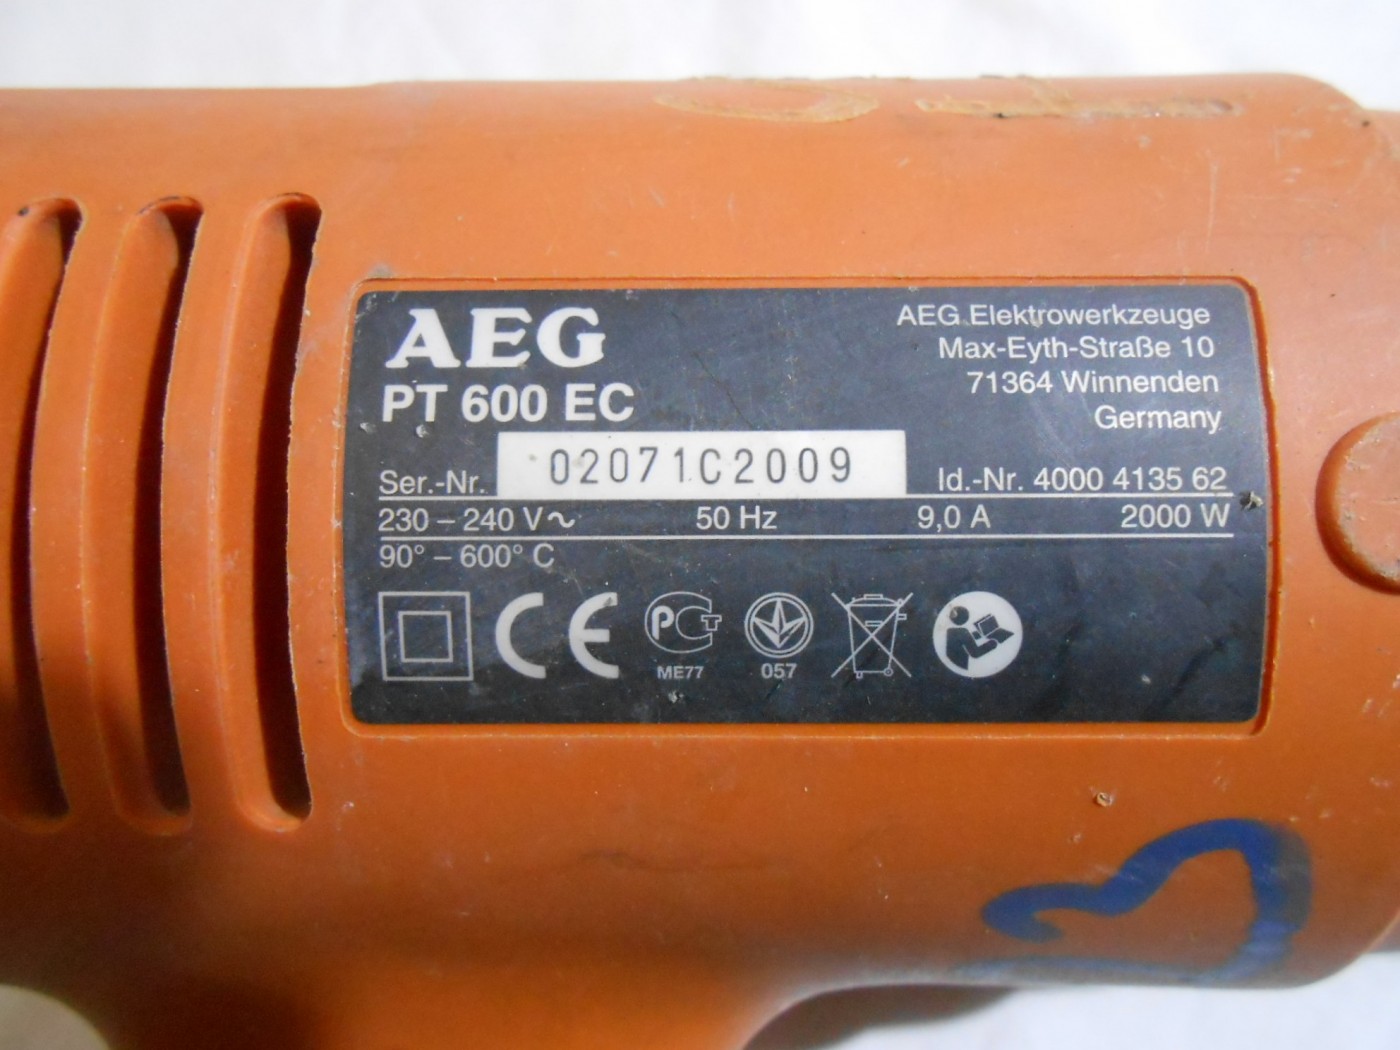 AEG
PT 600 EC
AEG Elektrowerkzeuge
Max-Eyth-Straße 10
71364 Winnenden
Germany
Ser.-Nr. 02071C2009 Id.-Nr. 4000 4135 62
230 – 240 V~ 50 Hz 9,0 A 2000 W
90° – 600° C
CE PCT
ME77 057